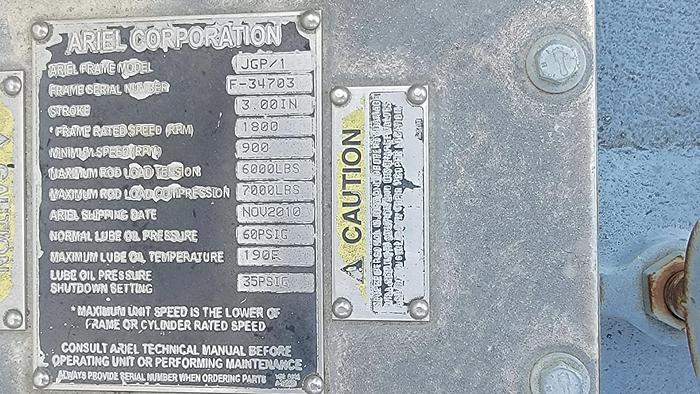 ARIEL CORPORATION
ARIEL FRAME MODEL JGP/1
FRAME SERIAL NUMBER F-34703
STROKE 3.00IN
* FRAME RATED SPEED (RPM) 1800
MINIMUM SPEED (RPM) 900
MAXIMUM ROD LOAD TENSION 6000LBS
MAXIMUM ROD LOAD COMPRESSION 7000LBS
ARIEL SHIPPING DATE NOV2010
NORMAL LUBE OIL PRESSURE 60PSIG
MAXIMUM LUBE OIL TEMPERATURE 190F
LUBE OIL PRESSURE
SHUTDOWN SETTING 35PSIG
*MAXIMUM UNIT SPEED IS THE LOWER OF
FRAME OR CYLINDER RATED SPEED
CONSULT ARIEL TECHNICAL MANUAL BEFORE
OPERATING UNIT OR PERFORMING MAINTENANCE
ALWAYS PROVIDE SERIAL NUMBER WHEN ORDERING PARTS
CAUTION
CAUTION